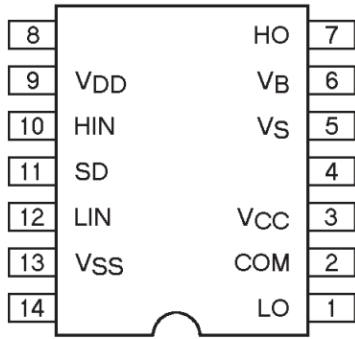 8 HO 7
9 VDD VB 6
10 HIN VS 5
11 SD 4
12 LIN VCC 3
13 VSS COM 2
14 LO 1